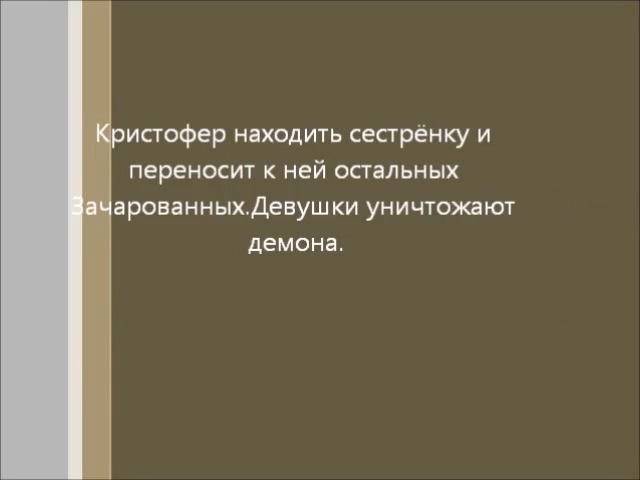 Кристофер находить сестрёнку и
переносит к ней остальных
Зачарованных.Девушки уничтожают
демона.